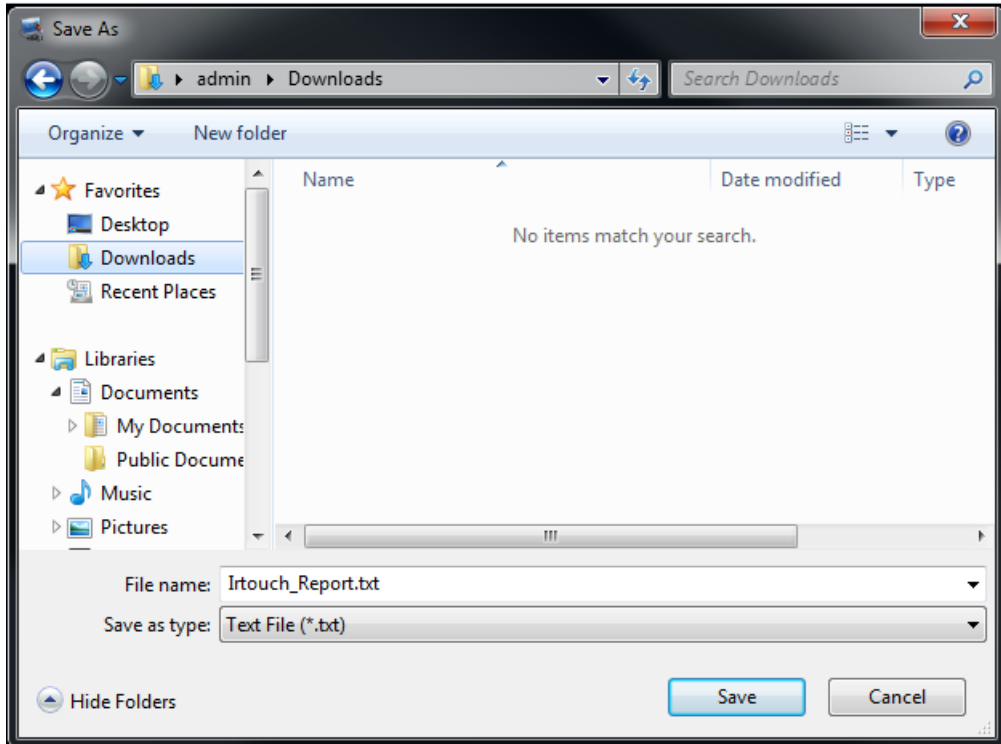 Save As
admin Downloads
Search Downloads
Organize New folder
Name Date modified Type
Favorites
Desktop
Downloads
Recent Places
No items match your search.
Libraries
Documents
My Documents
Public Docume
Music
Pictures
File name: Irtouch_Report.txt
Save as type: Text File (*.txt)
Hide Folders Save Cancel